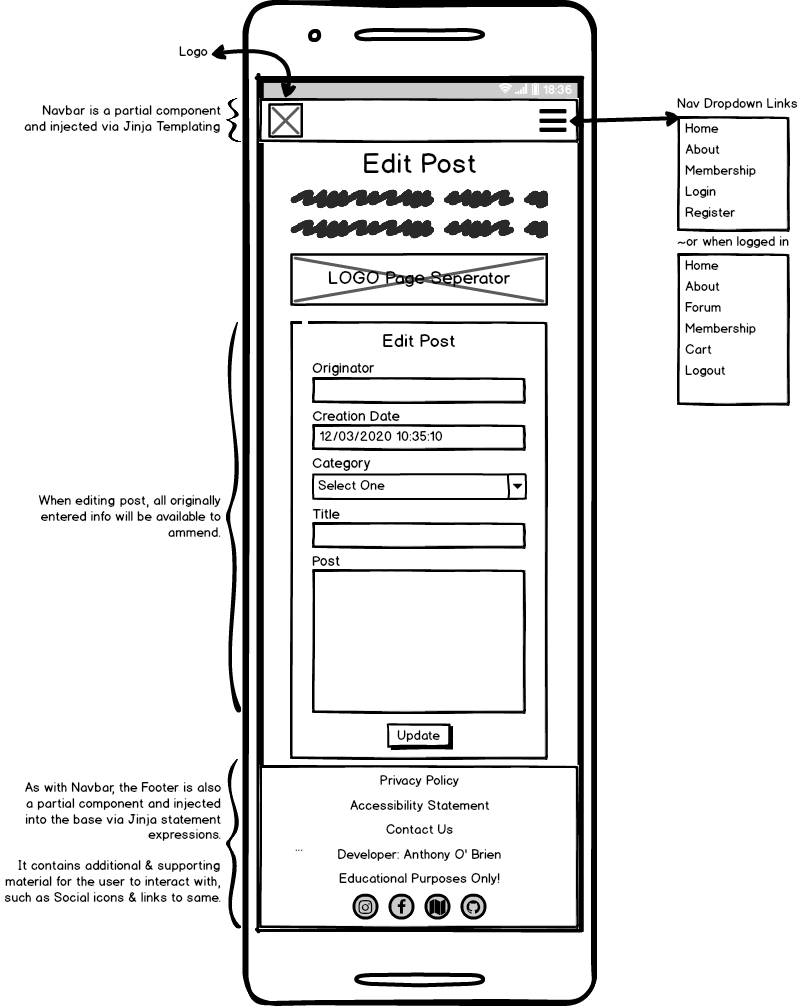 Logo
18:36
Navbar is a partial component
and injected via Jinja Templating
Nav Dropdown Links
Home
About
Membership
Login
Register
~or when logged in
Home
About
Forum
Membership
Cart
Logout
Edit Post
LOGO Page Seperator
Edit Post
Originator
Creation Date
12/03/2020 10:35:10
Category
Select One
Title
Post
When editing post, all originally
entered info will be available to
ammend.
Update
As with Navbar, the Footer is also
a partial component and injected
into the base via Jinja statement
expressions.
It contains additional & supporting
material for the user to interact with,
such as Social icons & links to same.
Privacy Policy
Accessibility Statement
Contact Us
...
Developer: Anthony O' Brien
Educational Purposes Only!